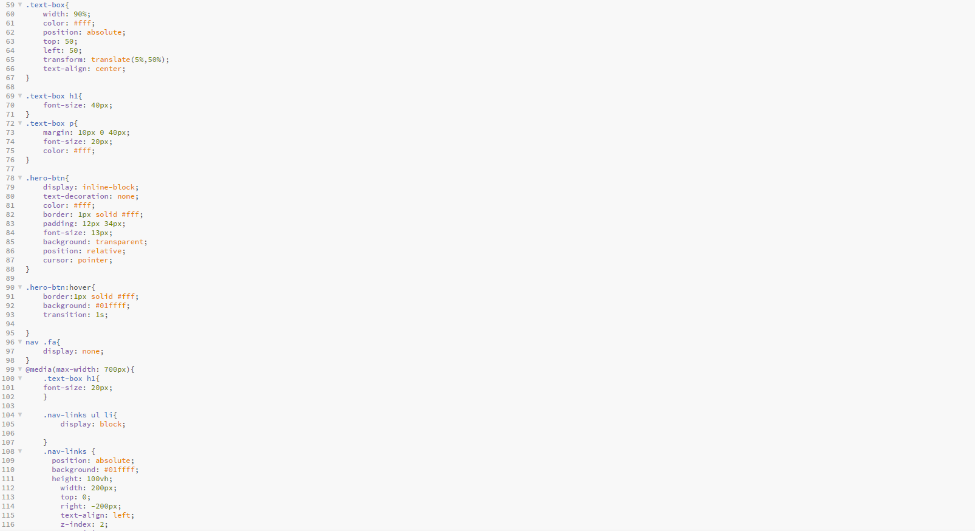 59 .text-box{
60 width: 90%;
61 color: #fff;
62 position: absolute;
63 top: 50;
64 left: 50;
65 transform: translate(5%,50%);
66 text-align: center;
67 }
68
69 .text-box h1{
70 font-size: 40px;
71 }
72 .text-box p{
73 margin: 10px 0 40px;
74 font-size: 20px;
75 color: #fff;
76 }
77
78 .hero-btn{
79 display: inline-block;
80 text-decoration: none;
81 color: #fff;
82 border: 1px solid #fff;
83 padding: 12px 34px;
84 font-size: 13px;
85 background: transparent;
86 position: relative;
87 cursor: pointer;
88 }
89
90 .hero-btn:hover{
91 border:1px solid #fff;
92 background: #01ffff;
93 transition: 1s;
94
95 }
96 nav .fa{
97 display: none;
98 }
99 @media(max-width: 700px){
100 .text-box h1{
101 font-size: 20px;
102 }
103
104 .nav-links ul li{
105 display: block;
106
107 }
108 .nav-links {
109 position: absolute;
110 background: #01ffff;
111 height: 100vh;
112 width: 200px;
113 top: 0;
114 right: -200px;
115 text-align: left;
116 z-index: 2;